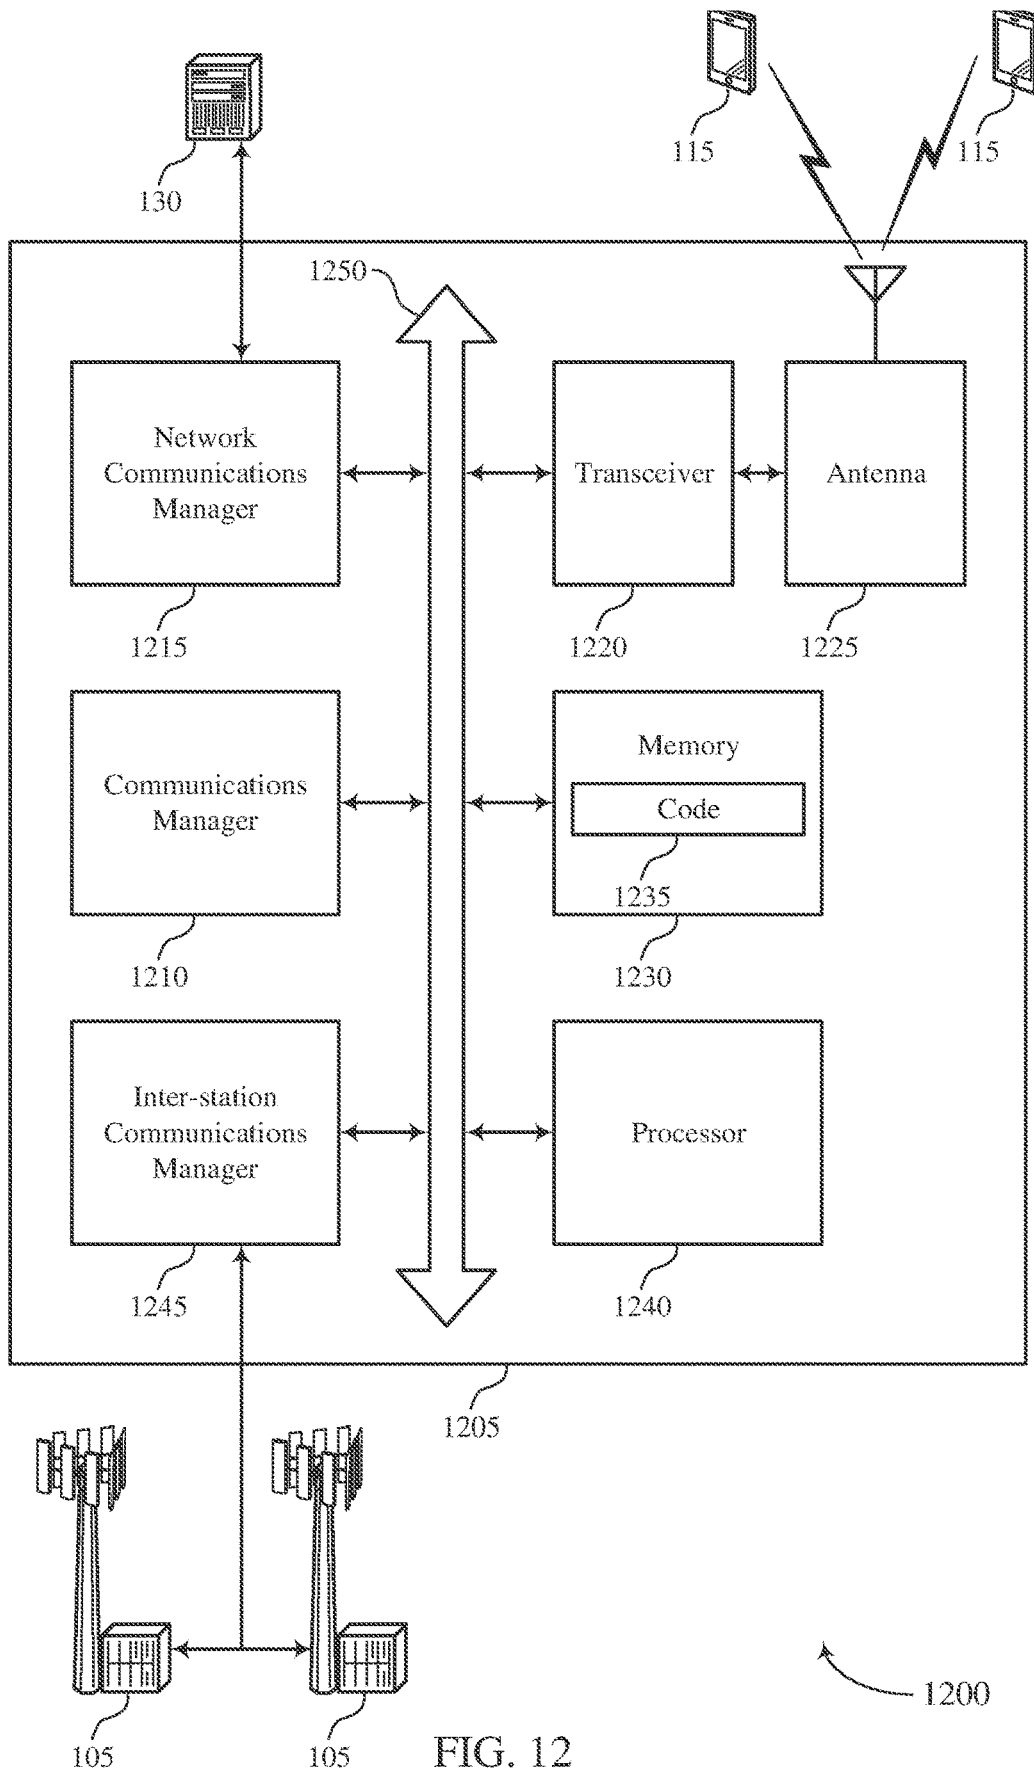 130
115
115
1250
Network
Communications
Manager
1215
Transceiver
1220
Antenna
1225
Communications
Manager
1210
Memory
Code
1235
1230
Inter-station
Communications
Manager
1245
Processor
1240
1205
105
105
1200
FIG. 12